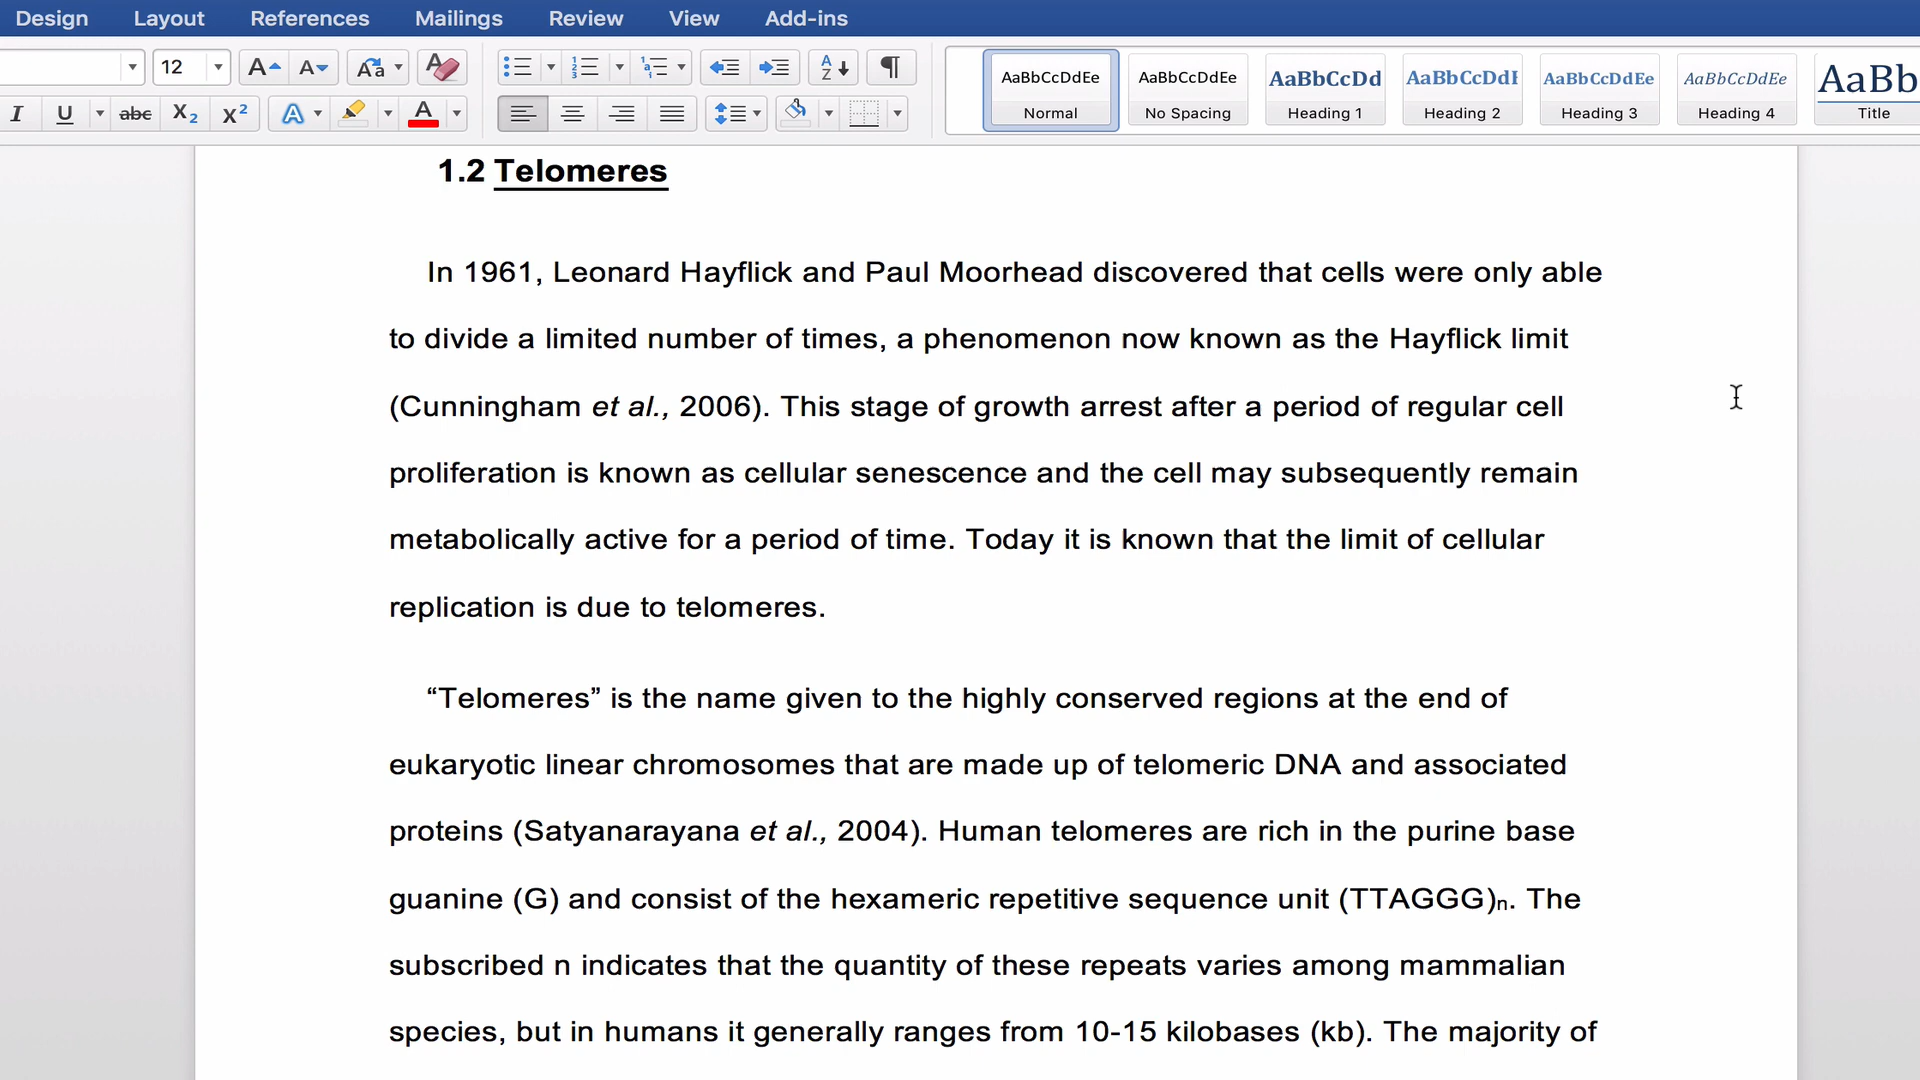 Design Layout References Mailings Review View Add-ins
12 A A Aa A A Z ¶ AaBbCcDdEe AaBbCcDdEe AaBbCcDd AaBbCcDdE AaBbCcDdEe AaBbCcDdEe AaBb
I U abc X2 X2 A A Normal No Spacing Heading 1 Heading 2 Heading 3 Heading 4 Title
1.2 Telomeres
In 1961, Leonard Hayflick and Paul Moorhead discovered that cells were only able
to divide a limited number of times, a phenomenon now known as the Hayflick limit
(Cunningham et al., 2006). This stage of growth arrest after a period of regular cell
proliferation is known as cellular senescence and the cell may subsequently remain
metabolically active for a period of time. Today it is known that the limit of cellular
replication is due to telomeres.
“Telomeres” is the name given to the highly conserved regions at the end of
eukaryotic linear chromosomes that are made up of telomeric DNA and associated
proteins (Satyanarayana et al., 2004). Human telomeres are rich in the purine base
guanine (G) and consist of the hexameric repetitive sequence unit (TTAGGG)n. The
subscribed n indicates that the quantity of these repeats varies among mammalian
species, but in humans it generally ranges from 10-15 kilobases (kb). The majority of